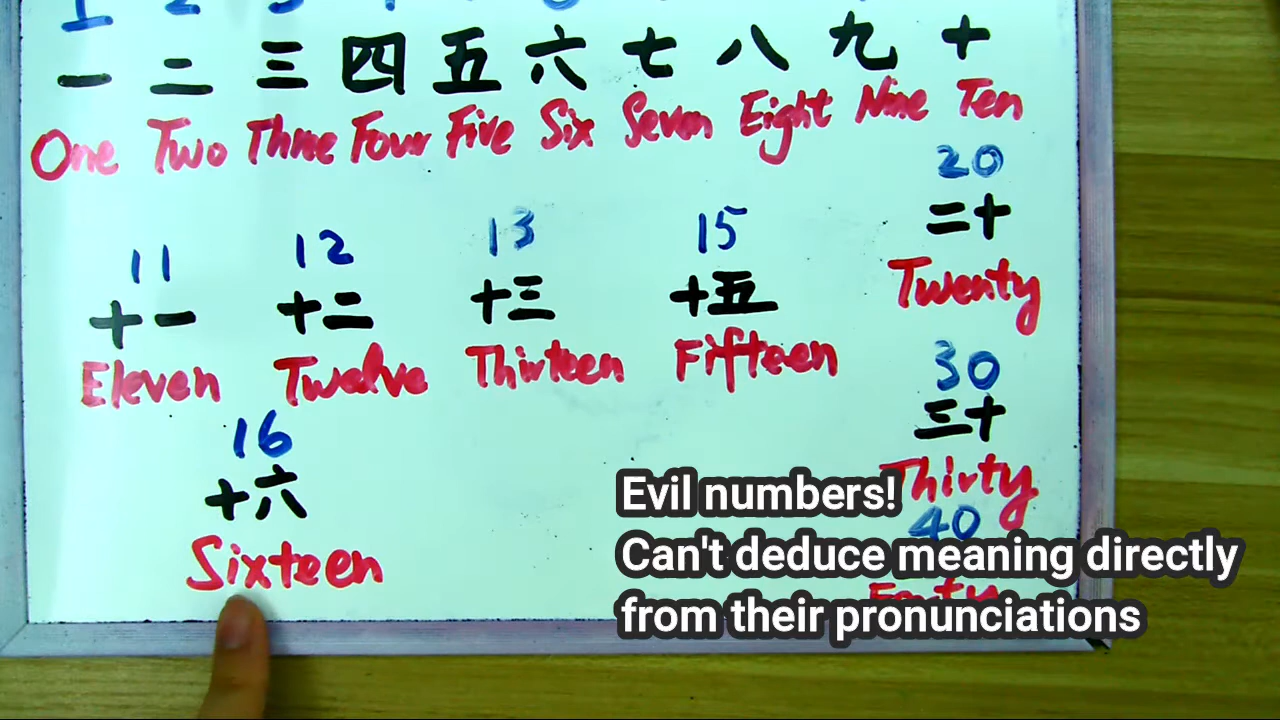 1 2 3
一 二 三 四 五 六 七 八 九 十
One Two Three Four Five Six Seven Eight Nine Ten
20
二十
Twenty
11 12 13 15
十一 十二 十三 十五
Eleven Twelve Thirteen Fifteen
30
三十
Thirty
16
十六
Sixteen
40
Evil numbers!
Can't deduce meaning directly
from their pronunciations